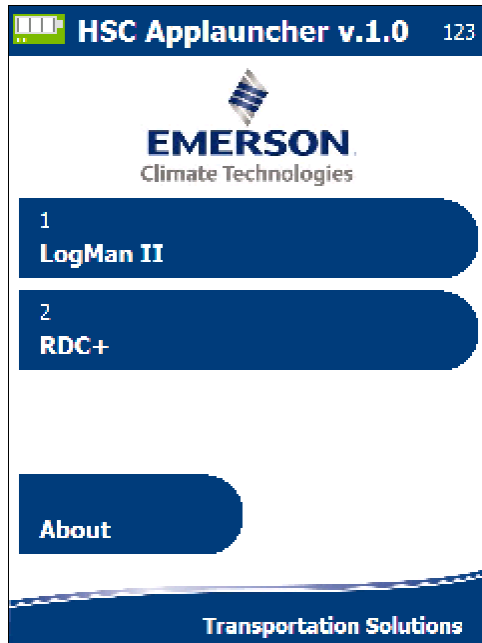 HSC Applauncher v.1.0 123
EMERSON
Climate Technologies
1
LogMan II
2
RDC+
About
Transportation Solutions